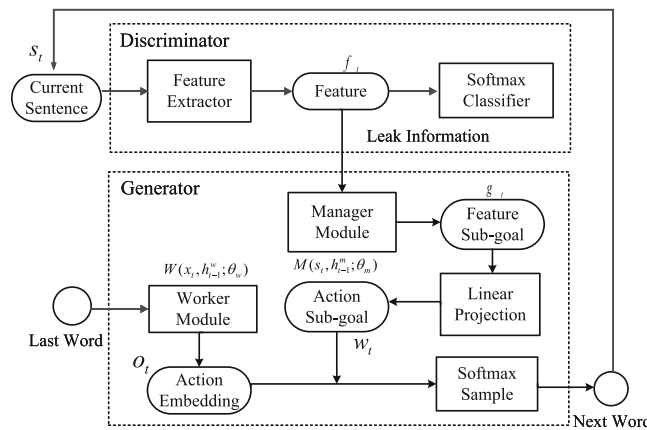 Discriminator
S_t
f_t
Current
Sentence
Feature
Extractor
Feature
Softmax
Classifier
Leak Information
Generator
g_t
Manager
Module
Feature
Sub-goal
W(x_t, h^w_{t-1}; θ_w)
M(s_t, h^m_{t-1}; θ_m)
Worker
Module
Action
Sub-goal
Linear
Projection
Last Word
O_t
w_t
Action
Embedding
Softmax
Sample
Next Word